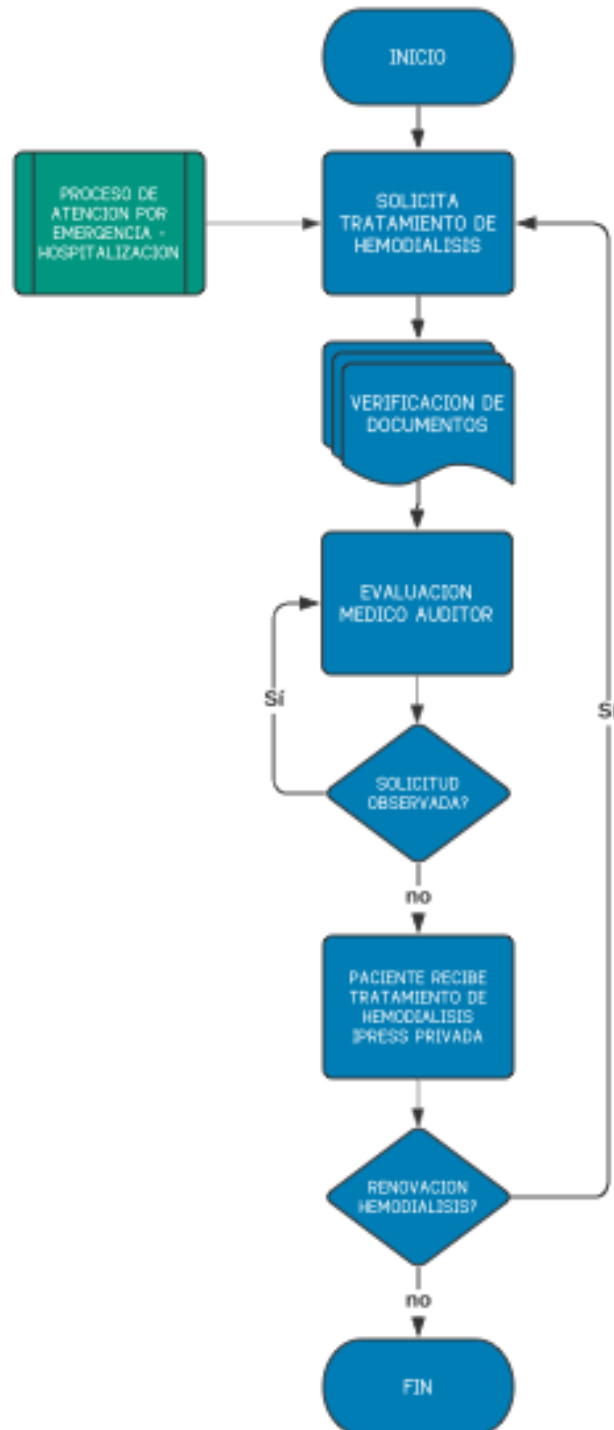 INICIO
PROCESO DE
ATENCION POR
EMERGENCIA -
HOSPITALIZACION
SOLICITA
TRATAMIENTO DE
HEMODIALISIS
VERIFICACION DE
DOCUMENTOS
EVALUACION
MEDICO AUDITOR
Sí
Sí
SOLICITUD
OBSERVADA?
no
PACIENTE RECIBE
TRATAMIENTO DE
HEMODIALISIS
IPRESS PRIVADA
RENOVACION
HEMODIALISIS?
no
FIN